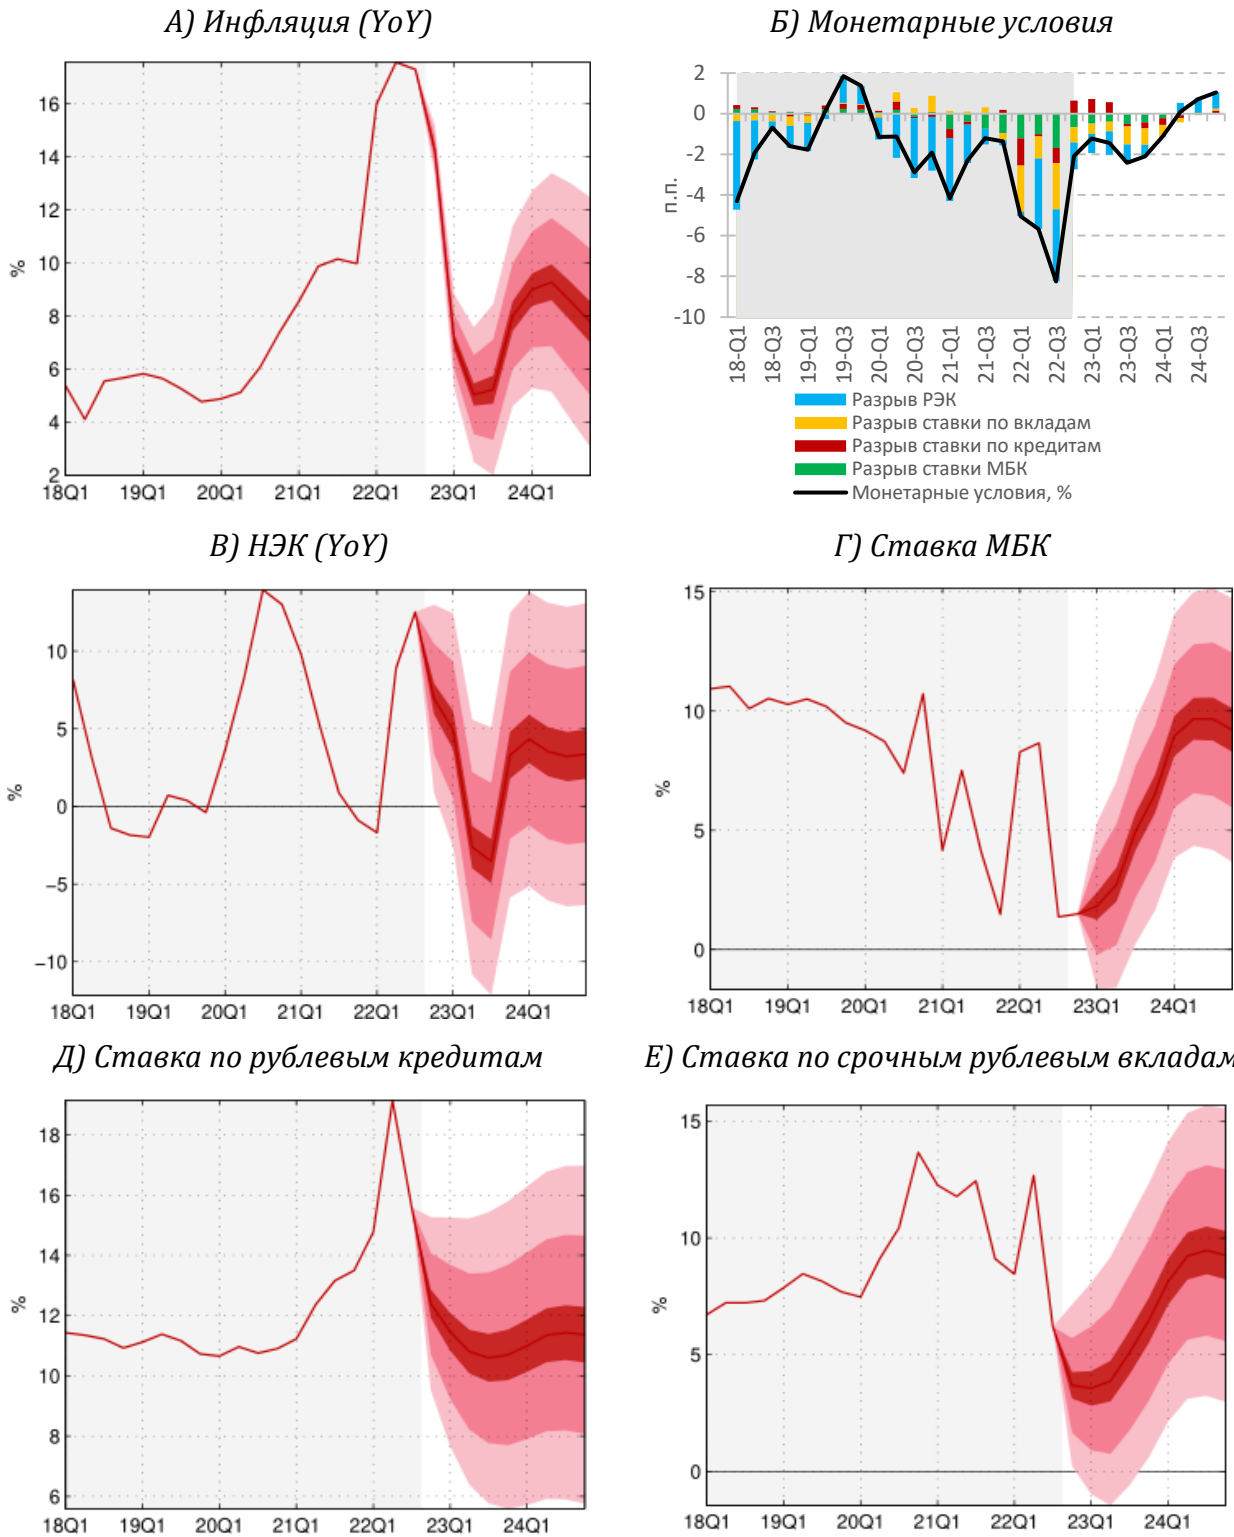 А) Инфляция (YoY)
16
14
12
10
8
6
4
2
%
18Q1 19Q1 20Q1 21Q1 22Q1 23Q1 24Q1
Б) Монетарные условия
2
0
-2
-4
-6
-8
-10
п.п.
18-Q1 18-Q3 19-Q1 19-Q3 20-Q1 20-Q3 21-Q1 21-Q3 22-Q1 22-Q3 23-Q1 23-Q3 24-Q1 24-Q3
Разрыв РЭК
Разрыв ставки по вкладам
Разрыв ставки по кредитам
Разрыв ставки МБК
Монетарные условия, %
В) НЭК (YoY)
10
5
0
−5
−10
%
18Q1 19Q1 20Q1 21Q1 22Q1 23Q1 24Q1
Г) Ставка МБК
15
10
5
0
%
18Q1 19Q1 20Q1 21Q1 22Q1 23Q1 24Q1
Д) Ставка по рублевым кредитам
18
16
14
12
10
8
6
%
18Q1 19Q1 20Q1 21Q1 22Q1 23Q1 24Q1
Е) Ставка по срочным рублевым вкладам
15
10
5
0
%
18Q1 19Q1 20Q1 21Q1 22Q1 23Q1 24Q1